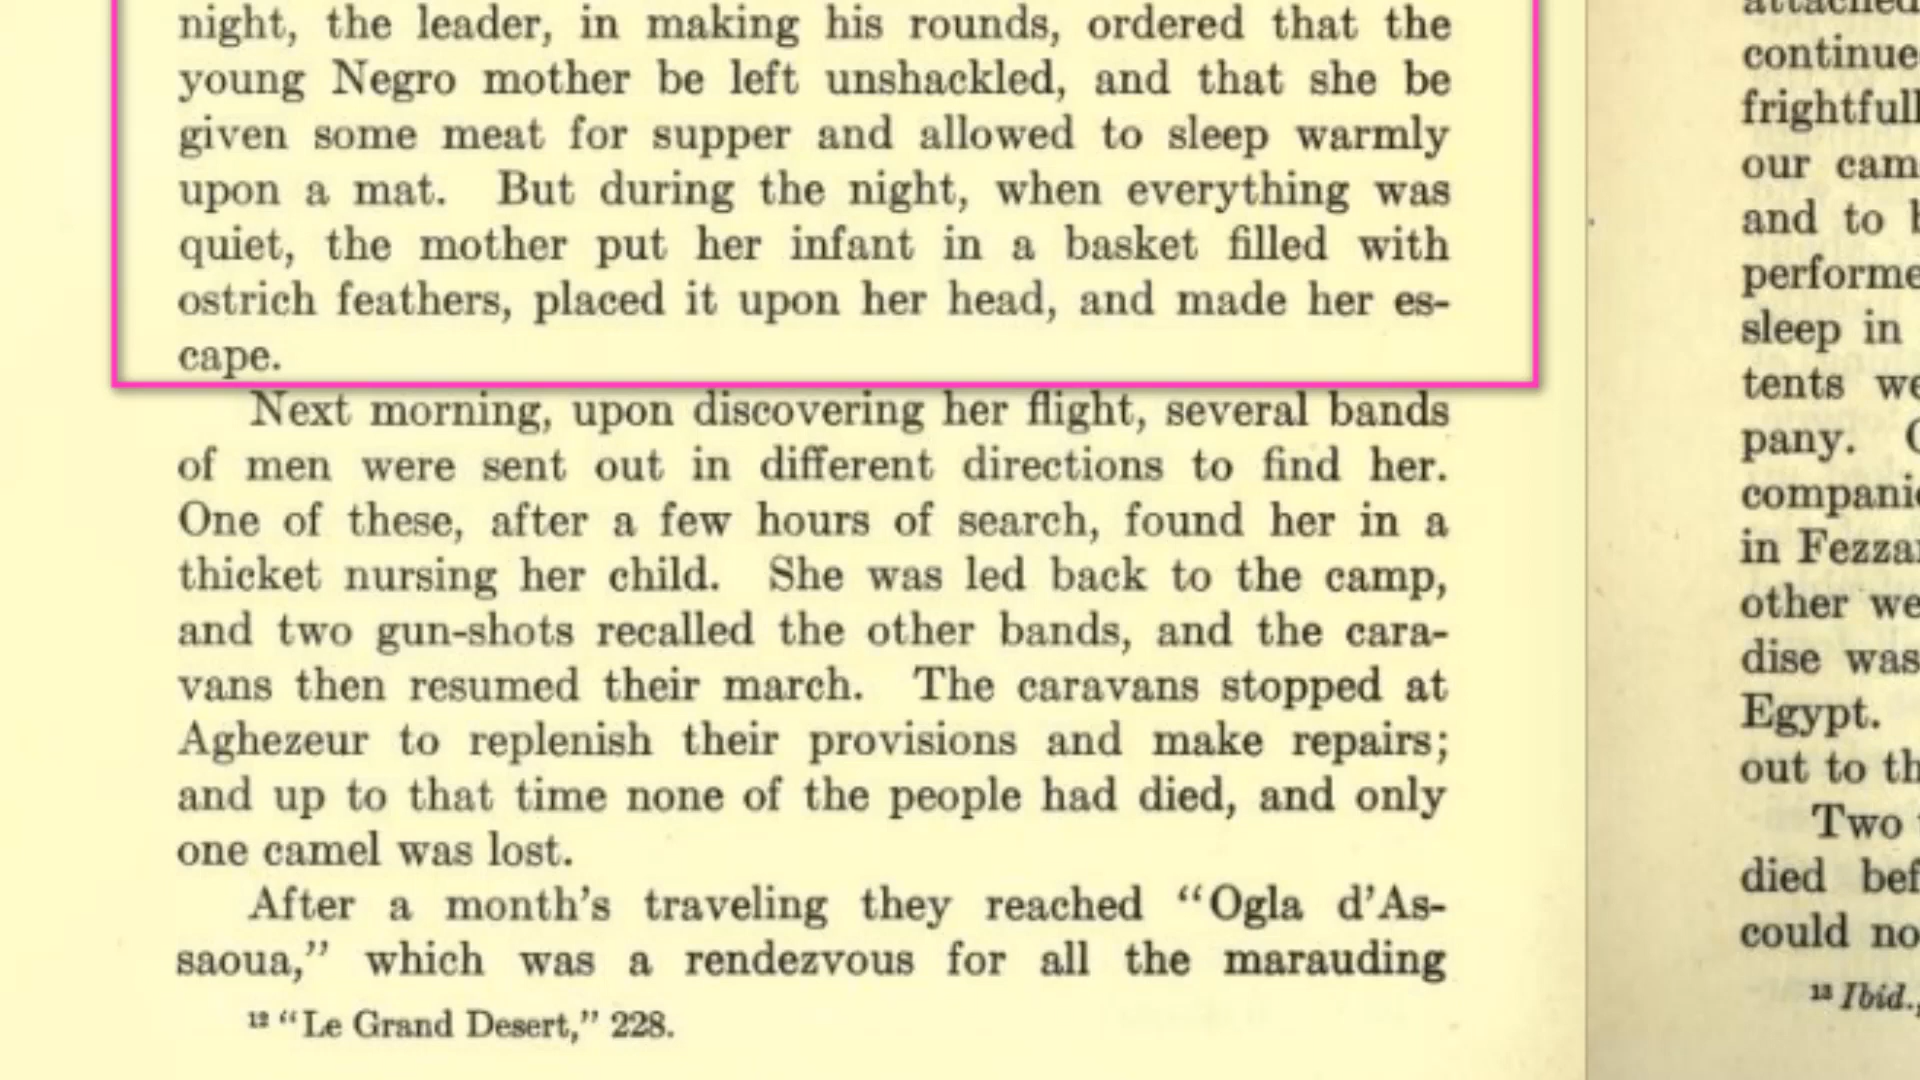 night, the leader, in making his rounds, ordered that the
young Negro mother be left unshackled, and that she be
given some meat for supper and allowed to sleep warmly
upon a mat. But during the night, when everything was
quiet, the mother put her infant in a basket filled with
ostrich feathers, placed it upon her head, and made her es-
cape.
Next morning, upon discovering her flight, several bands
of men were sent out in different directions to find her.
One of these, after a few hours of search, found her in a
thicket nursing her child. She was led back to the camp,
and two gun-shots recalled the other bands, and the cara-
vans then resumed their march. The caravans stopped at
Aghezeur to replenish their provisions and make repairs;
and up to that time none of the people had died, and only
one camel was lost.
After a month's traveling they reached "Ogla d'As-
saoua," which was a rendezvous for all the marauding
12 "Le Grand Desert," 228.
attached
continue
frightfull
our cam
and to
performe
sleep in
tents we
pany.
companie
in Fezza
other we
dise was
Egypt.
out to th
Two
died bef
could no
13 Ibid.,